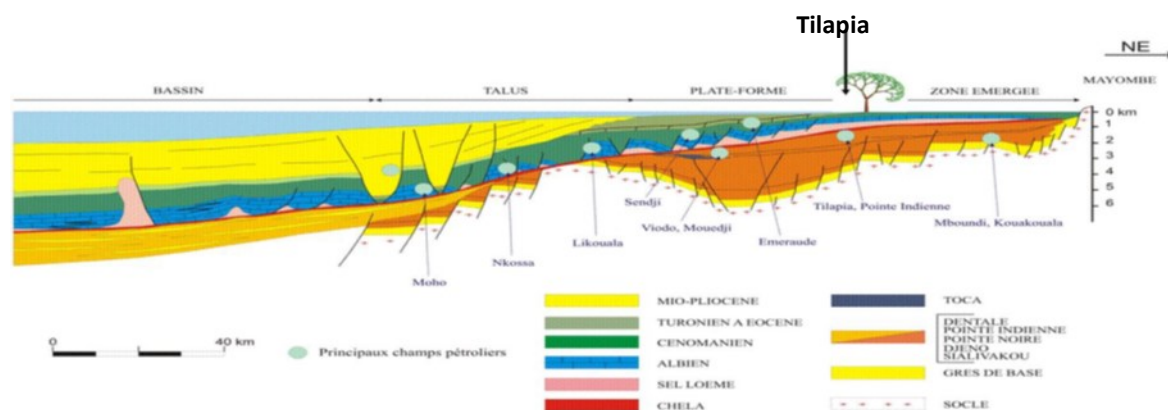 Tilapia
NE
MAYOMBE
BASSIN TALUS PLATE-FORME ZONE EMERGEE
0 km
1
2
3
4
5
6
Sendji
Tilapia, Pointe Indienne
Viodo, Mouedji
Mboundi, Kouakouala
Likouala
Emeraude
Nkossa
Moho
MIO-PLIOCENE
TURONIEN A EOCENE
CENOMANIEN
ALBIEN
SEL LOEME
CHELA
TOCA
DENTALE
POINTE INDIENNE
POINTE NOIRE
DJENO
SIALIVAKOU
GRES DE BASE
SOCLE
0 40 km
Principaux champs pétroliers